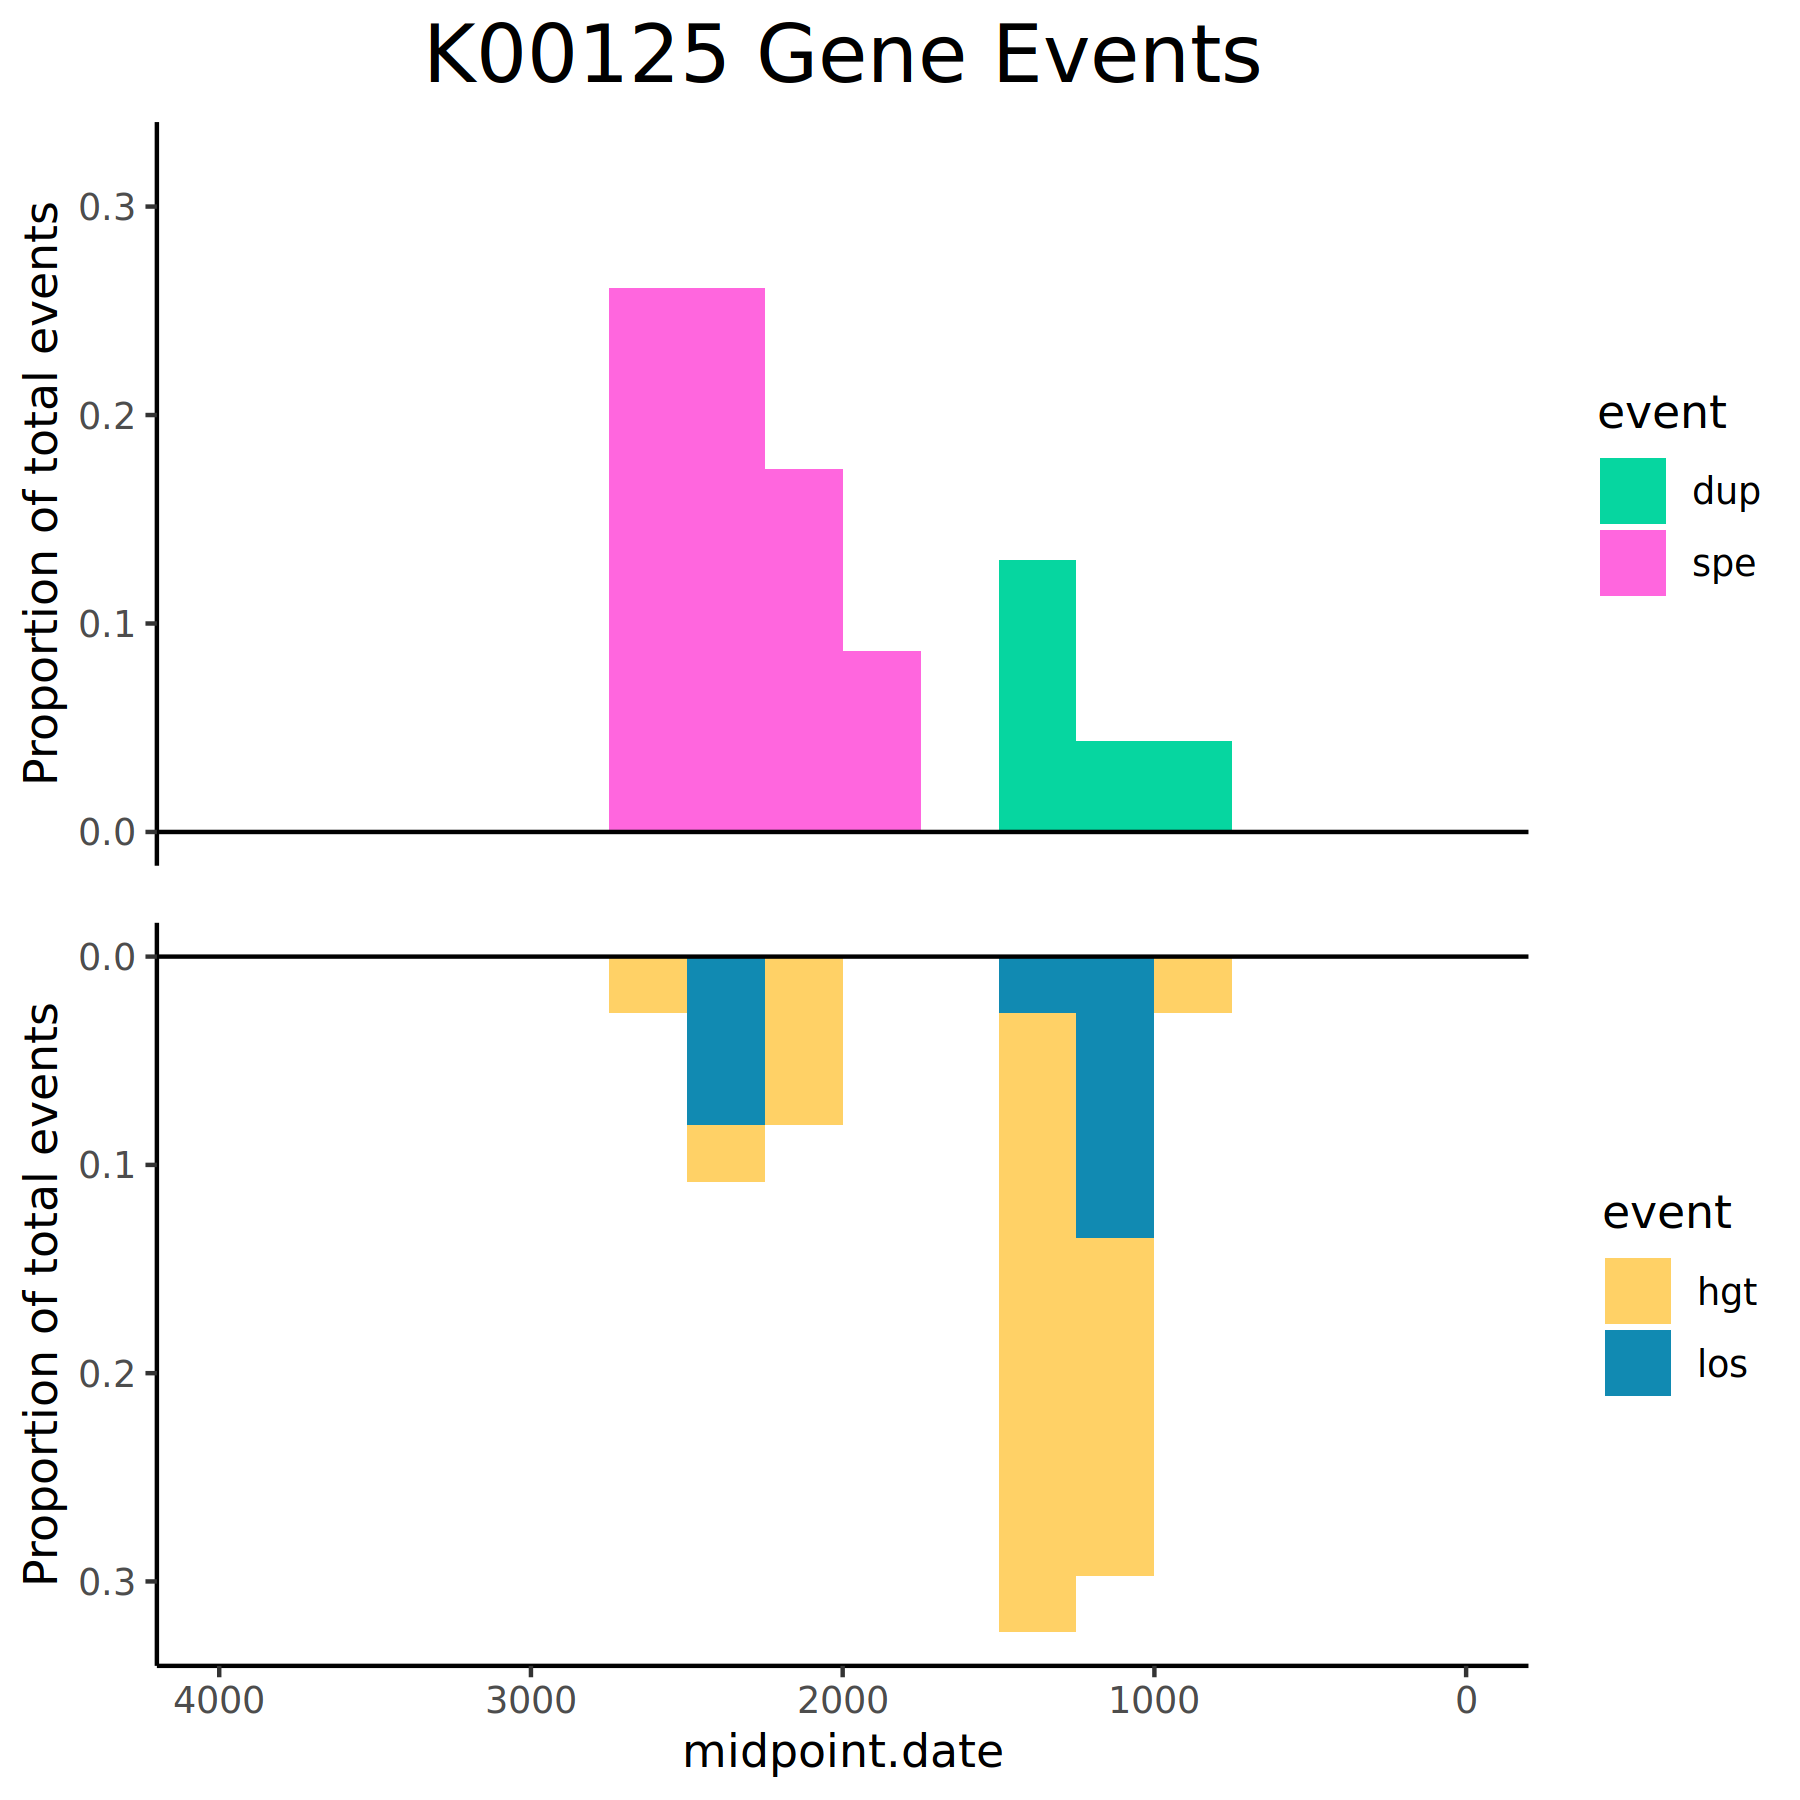 K00125 Gene Events
Proportion of total events
0.3
0.2
0.1
0.0
event
dup
spe
Proportion of total events
0.0
0.1
0.2
0.3
event
hgt
los
4000 3000 2000 1000 0
midpoint.date